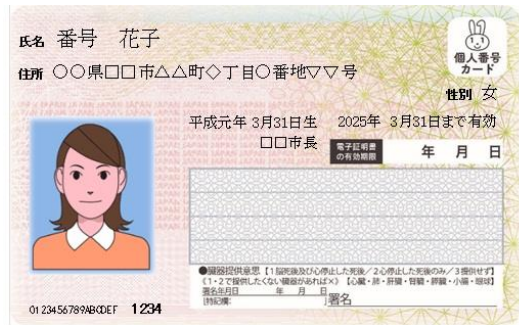 氏名 番号 花子
住所 〇〇県□□市△△町◇丁目〇番地▽▽号
個人番号
カード
性別 女
平成元年 3月31日生 2025年 3月31日まで有効
□□市長
電子証明書
の有効期限
年 月 日
●臓器提供意思【1脳死後及び心停止した死後/2心停止した死後のみ/3提供せず】
《1・2で提供したくない臓器があれば×》【心臓・肺・肝臓・腎臓・膵臓・小腸・眼球】
署名年月日 年 月 日
[特記欄: ]署名
0123456789ABCDEF 1234